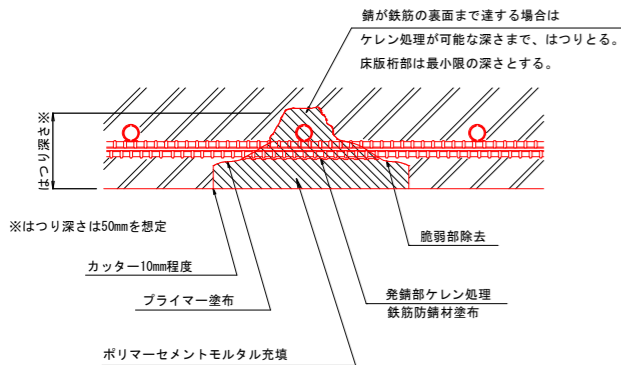 錆が鉄筋の裏面まで達する場合は
ケレン処理が可能な深さまで、はつりとる。
床版桁部は最小限の深さとする。
はつり深さ※
※はつり深さは50mmを想定
脆弱部除去
カッター10mm程度
発錆部ケレン処理
プライマー塗布
鉄筋防錆材塗布
ポリマーセメントモルタル充填